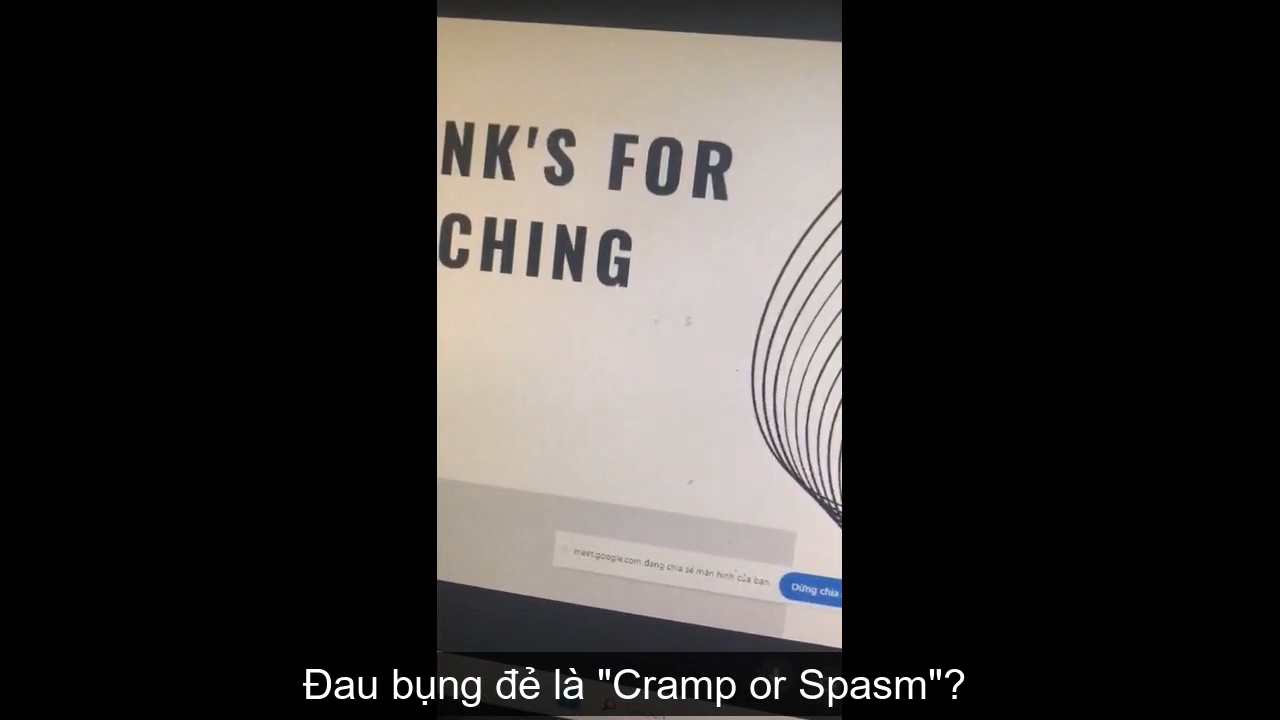 NK'S FOR
CHING
meet.google.com đang chia sẻ màn hình của bạn.
Dừng chia
Đau bụng đẻ là "Cramp or Spasm"?